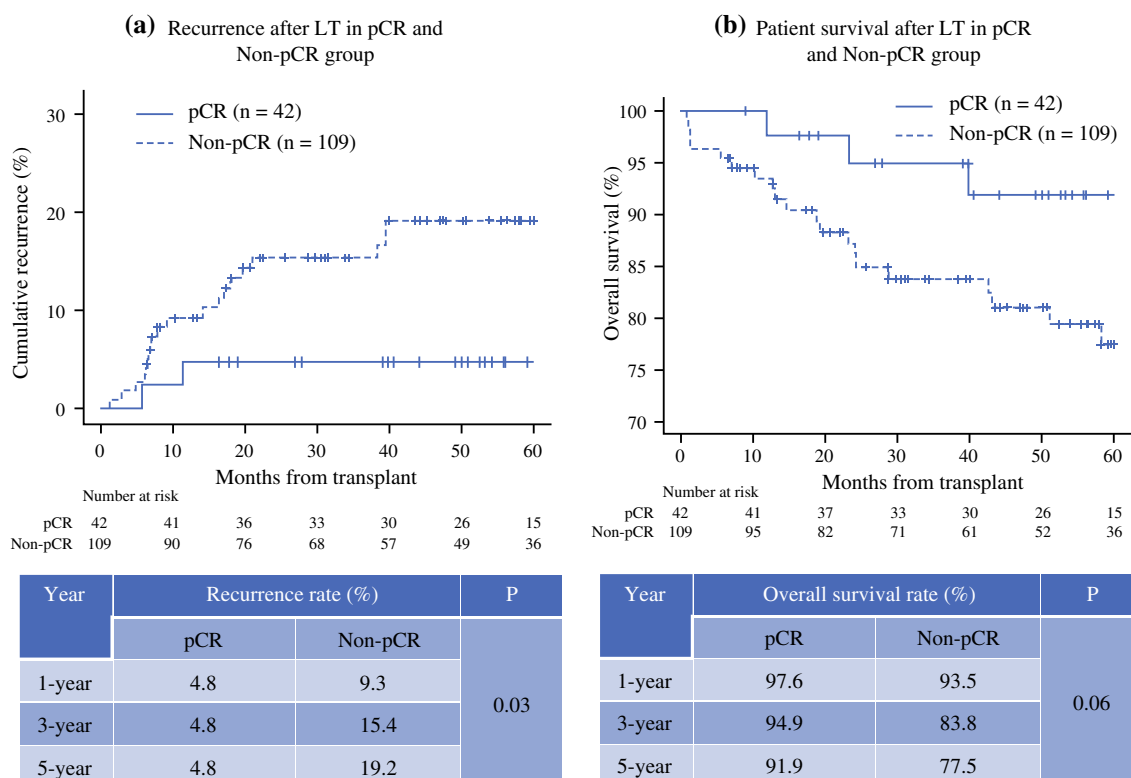 (a) Recurrence after LT in pCR and
Non-pCR group
pCR (n = 42)
Non-pCR (n = 109)
Cumulative recurrence (%)
30
20
10
0
0 10 20 30 40 50 60
Months from transplant
Number at risk
pCR 42 41 36 33 30 26 15
Non-pCR 109 90 76 68 57 49 36
Year Recurrence rate (%) P
pCR Non-pCR
1-year 4.8 9.3
0.03
3-year 4.8 15.4
5-year 4.8 19.2
(b) Patient survival after LT in pCR
and Non-pCR group
pCR (n = 42)
Non-pCR (n = 109)
Overall survival (%)
100
95
90
85
80
75
70
0 10 20 30 40 50 60
Months from transplant
Number at risk
pCR 42 41 37 33 30 26 15
Non-pCR 109 95 82 71 61 52 36
Year Overall survival rate (%) P
pCR Non-pCR
1-year 97.6 93.5
0.06
3-year 94.9 83.8
5-year 91.9 77.5